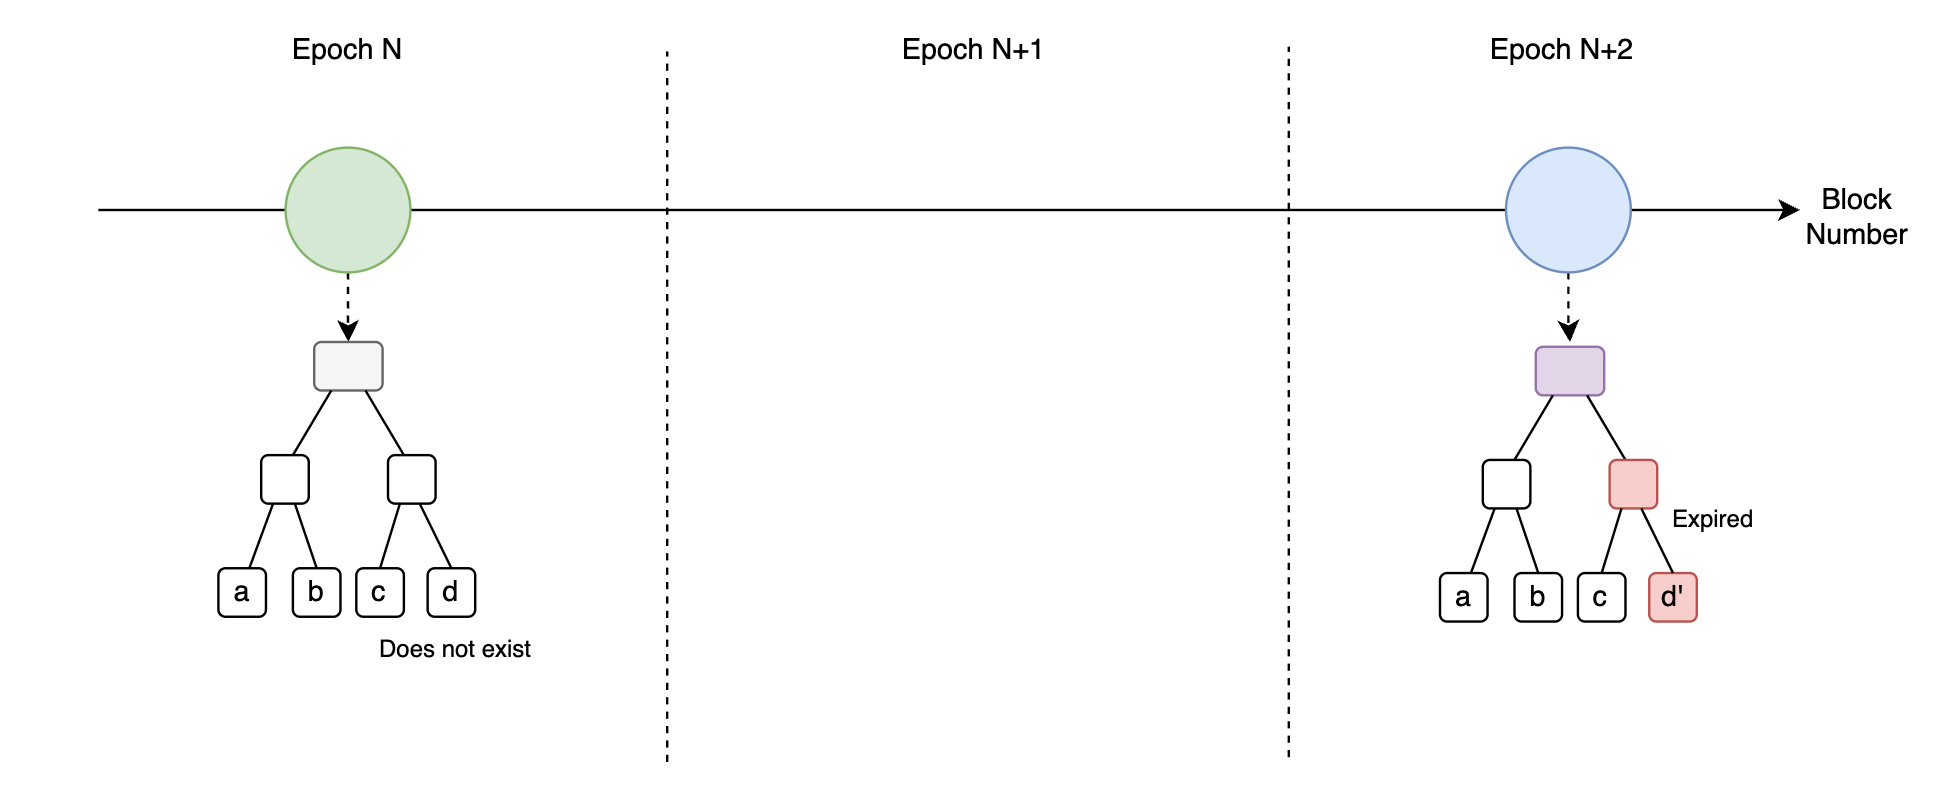 Epoch N
Epoch N+1
Epoch N+2
Block
Number
Expired
a
b
c
d
a
b
c
d'
Does not exist